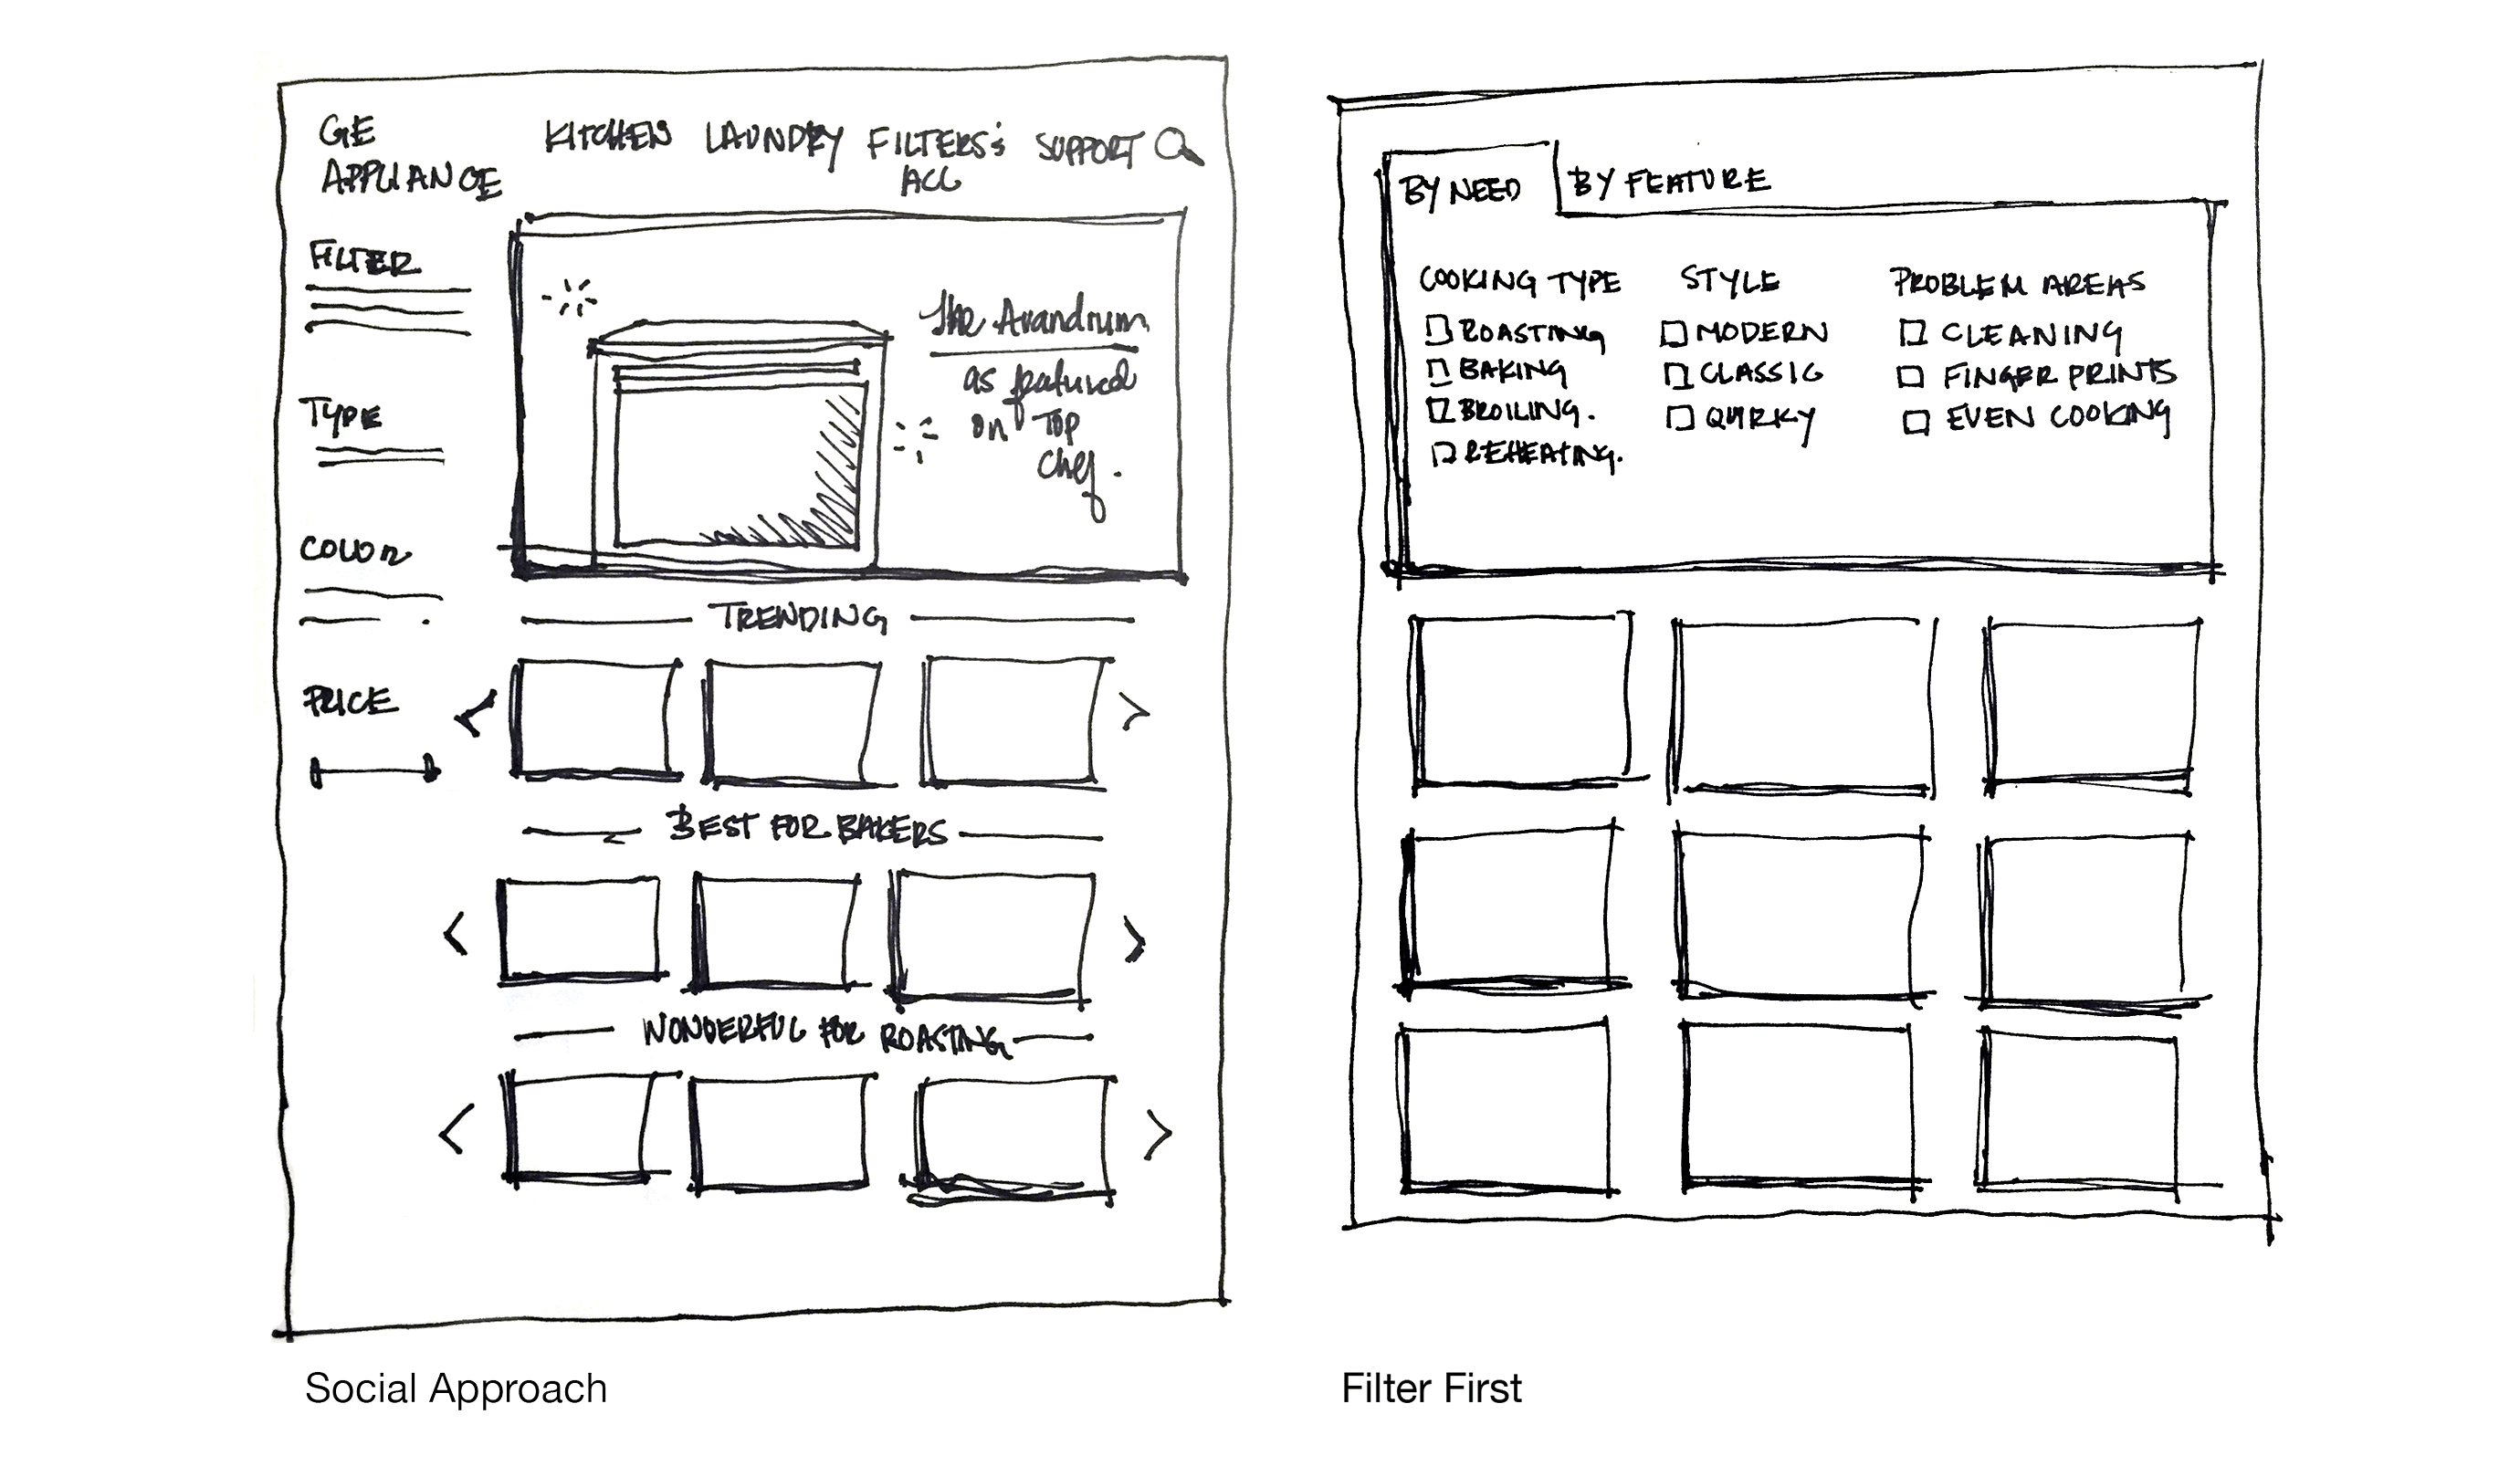 GE
APPLIANCE
KITCHEN LAUNDRY FILTERS & SUPPORT
ACC
FILTER
TYPE
COLOR
PRICE
The Avandrum
as featured
on Top
Chef.
TRENDING
BEST FOR BAKERS
WONDERFUL FOR ROASTING
Social Approach
BY NEED BY FEATURE
COOKING TYPE STYLE PROBLEM AREAS
ROASTING MODERN CLEANING
BAKING CLASSIC FINGER PRINTS
BROILING. QUIRKY EVEN COOKING
REHEATING.
Filter First